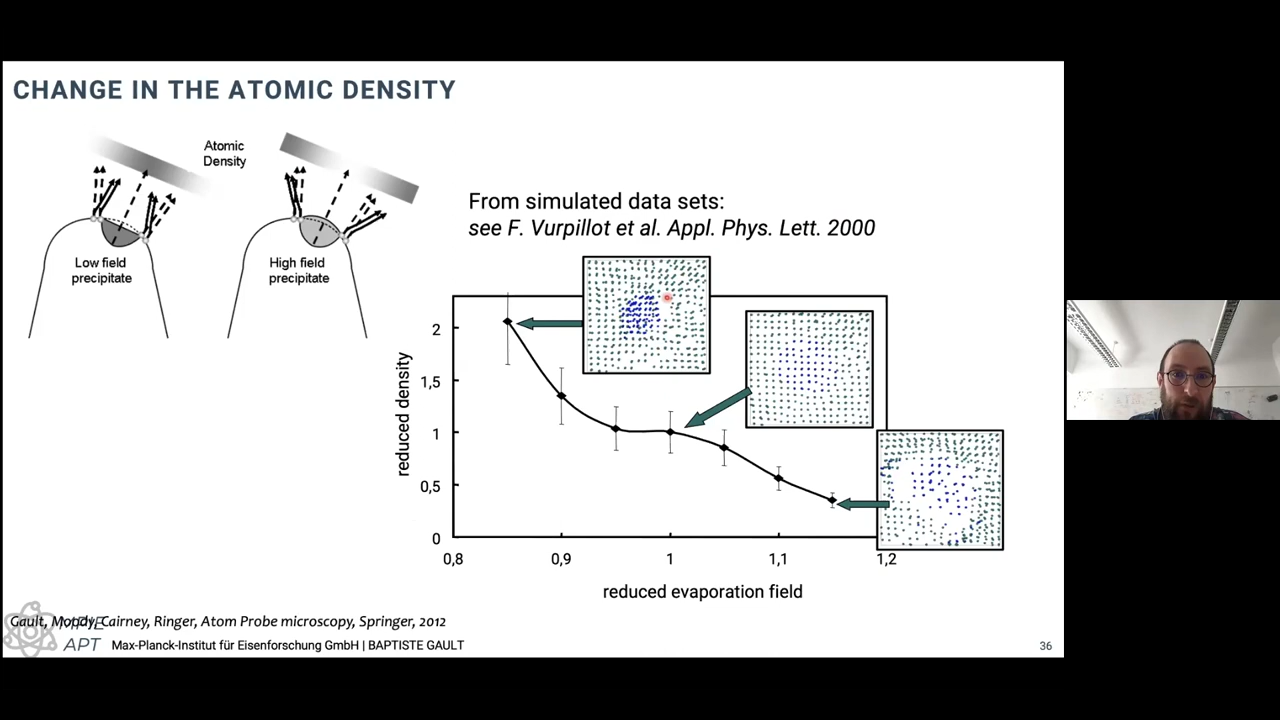 CHANGE IN THE ATOMIC DENSITY
Atomic
Density
Low field
precipitate
High field
precipitate
From simulated data sets:
see F. Vurpillot et al. Appl. Phys. Lett. 2000
reduced density
2
1,5
1
0,5
0
0,8
0,9
1
1,1
1,2
reduced evaporation field
Gault, Moody, Cairney, Ringer, Atom Probe microscopy, Springer, 2012
MPIE
APT
Max-Planck-Institut für Eisenforschung GmbH | BAPTISTE GAULT
36